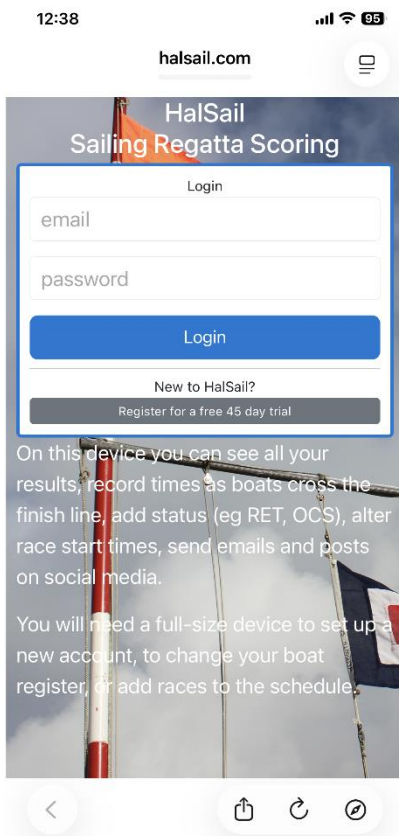 12:38
95
halsail.com
HalSail
Sailing Regatta Scoring
Login
email
password
Login
New to HalSail?
Register for a free 45 day trial
On this device you can see all your
results, record times as boats cross the
finish line, add status (eg RET, OCS), alter
race start times, send emails and posts
on social media.
You will need a full-size device to set up a
new account, to change your boat
register, or add races to the schedule.